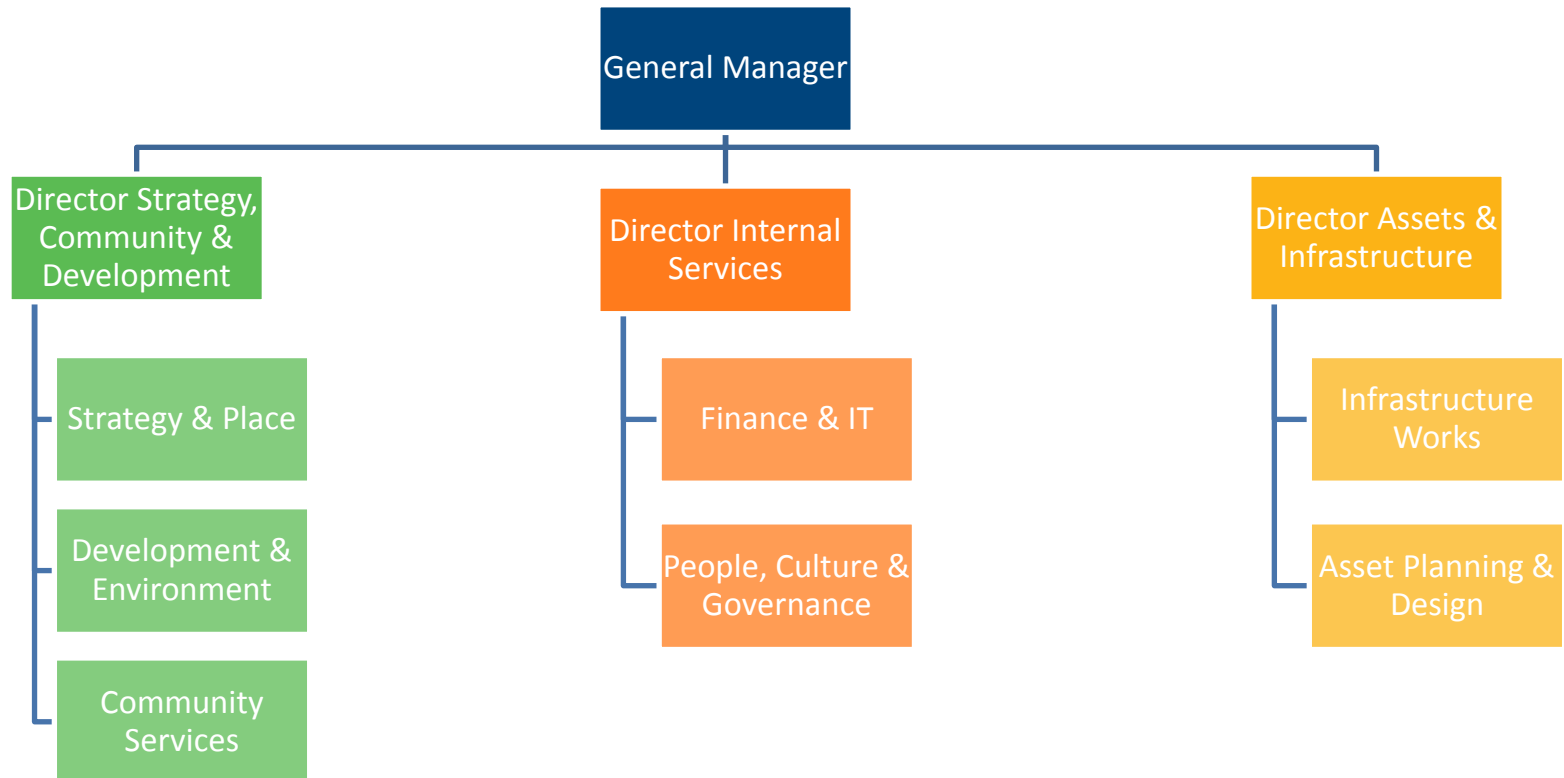 General Manager
Director Strategy,
Community &
Development
Director Internal
Services
Director Assets &
Infrastructure
Strategy & Place
Finance & IT
Infrastructure
Works
Development &
Environment
People, Culture &
Governance
Asset Planning &
Design
Community
Services